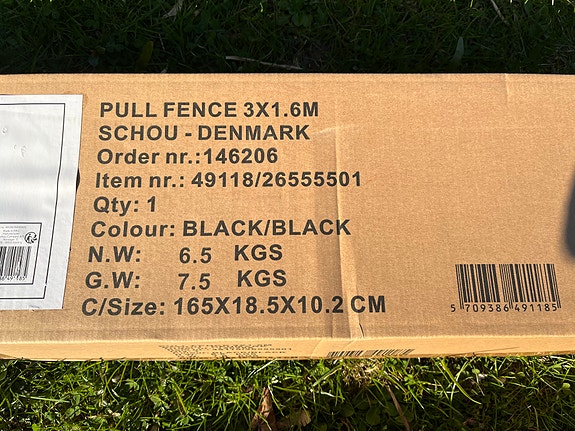 PULL FENCE 3X1.6M
SCHOU - DENMARK
Order nr.:146206
Item nr.: 49118/26555501
Qty: 1
Colour: BLACK/BLACK
N.W: 6.5 KGS
G.W: 7.5 KGS
C/Size: 165X18.5X10.2 CM
5 709386 491185